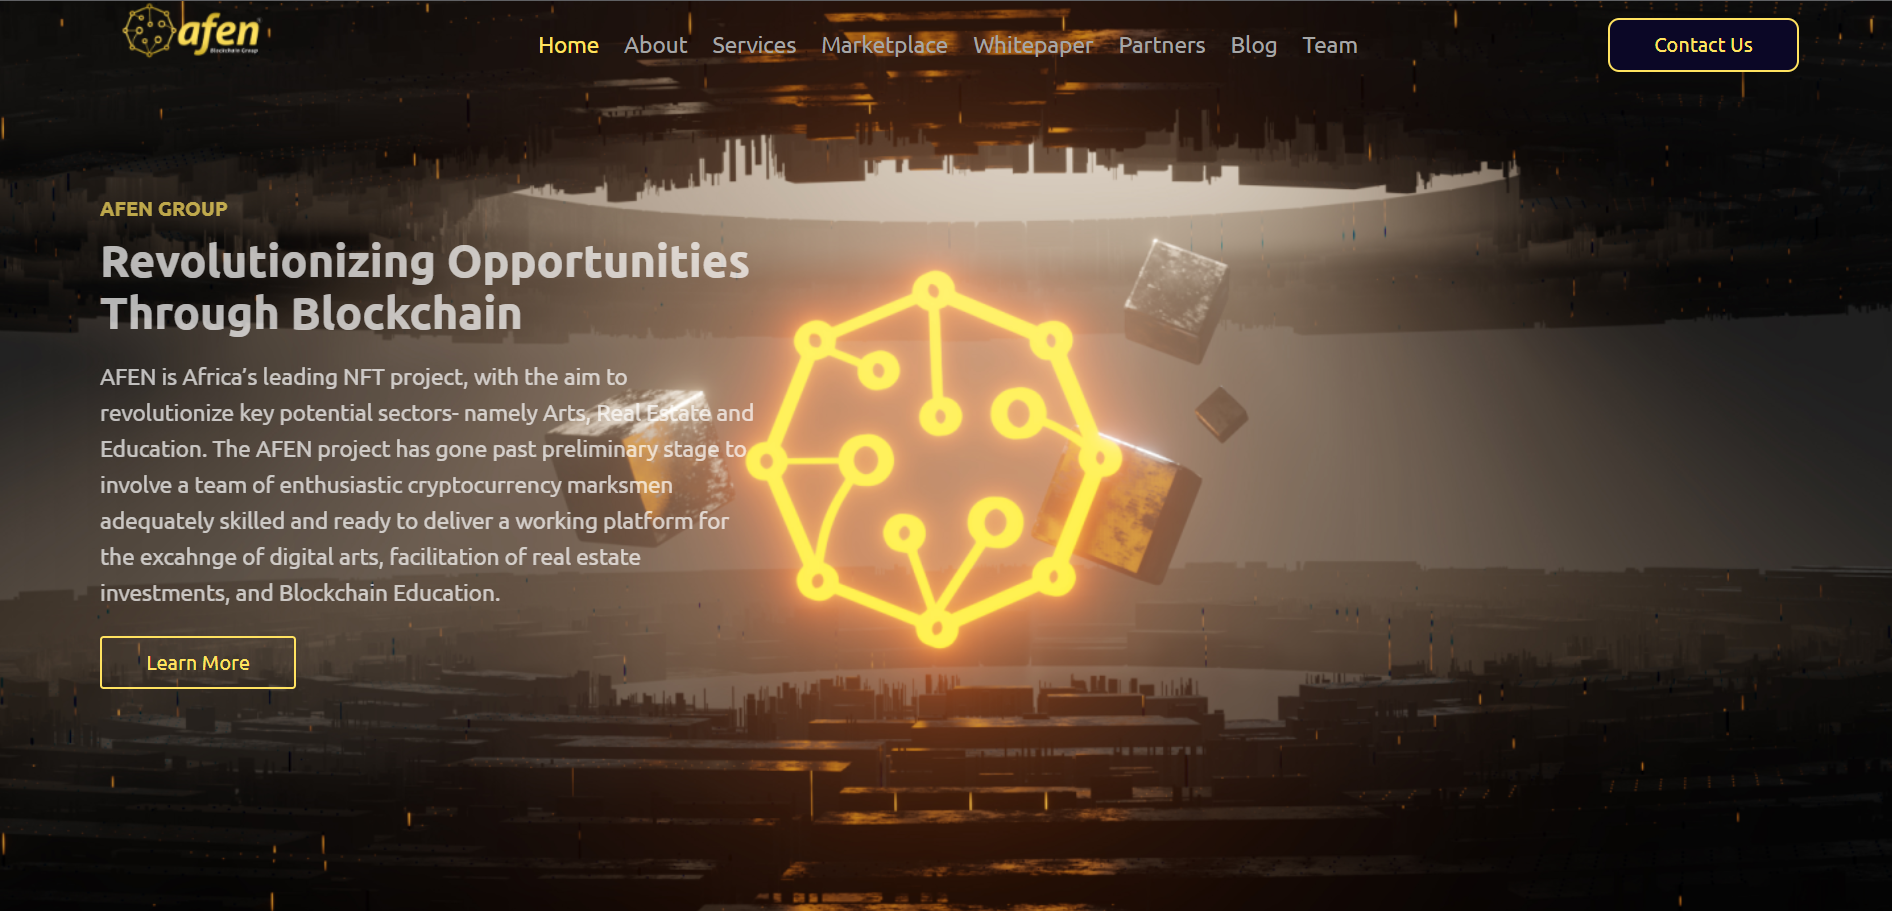 afen
Blockchain Group
Home About Services Marketplace Whitepaper Partners Blog Team
Contact Us
AFEN GROUP
Revolutionizing Opportunities
Through Blockchain
AFEN is Africa’s leading NFT project, with the aim to
revolutionize key potential sectors- namely Arts, Real Estate and
Education. The AFEN project has gone past preliminary stage to
involve a team of enthusiastic cryptocurrency marksmen
adequately skilled and ready to deliver a working platform for
the excahnge of digital arts, facilitation of real estate
investments, and Blockchain Education.
Learn More